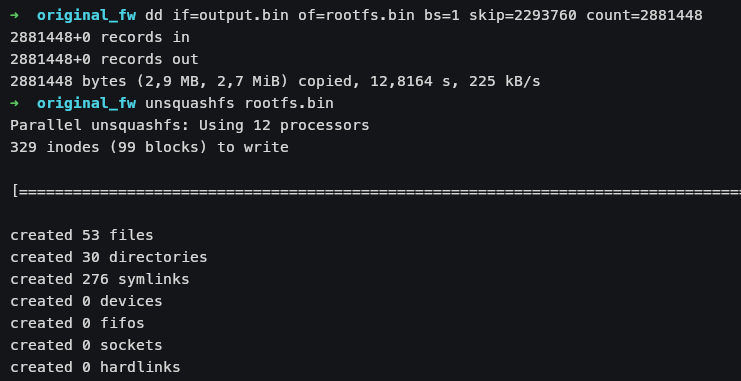 ➜ original_fw dd if=output.bin of=rootfs.bin bs=1 skip=2293760 count=2881448
2881448+0 records in
2881448+0 records out
2881448 bytes (2,9 MB, 2,7 MiB) copied, 12,8164 s, 225 kB/s
➜ original_fw unsquashfs rootfs.bin
Parallel unsquashfs: Using 12 processors
329 inodes (99 blocks) to write
[================================================================================
created 53 files
created 30 directories
created 276 symlinks
created 0 devices
created 0 fifos
created 0 sockets
created 0 hardlinks